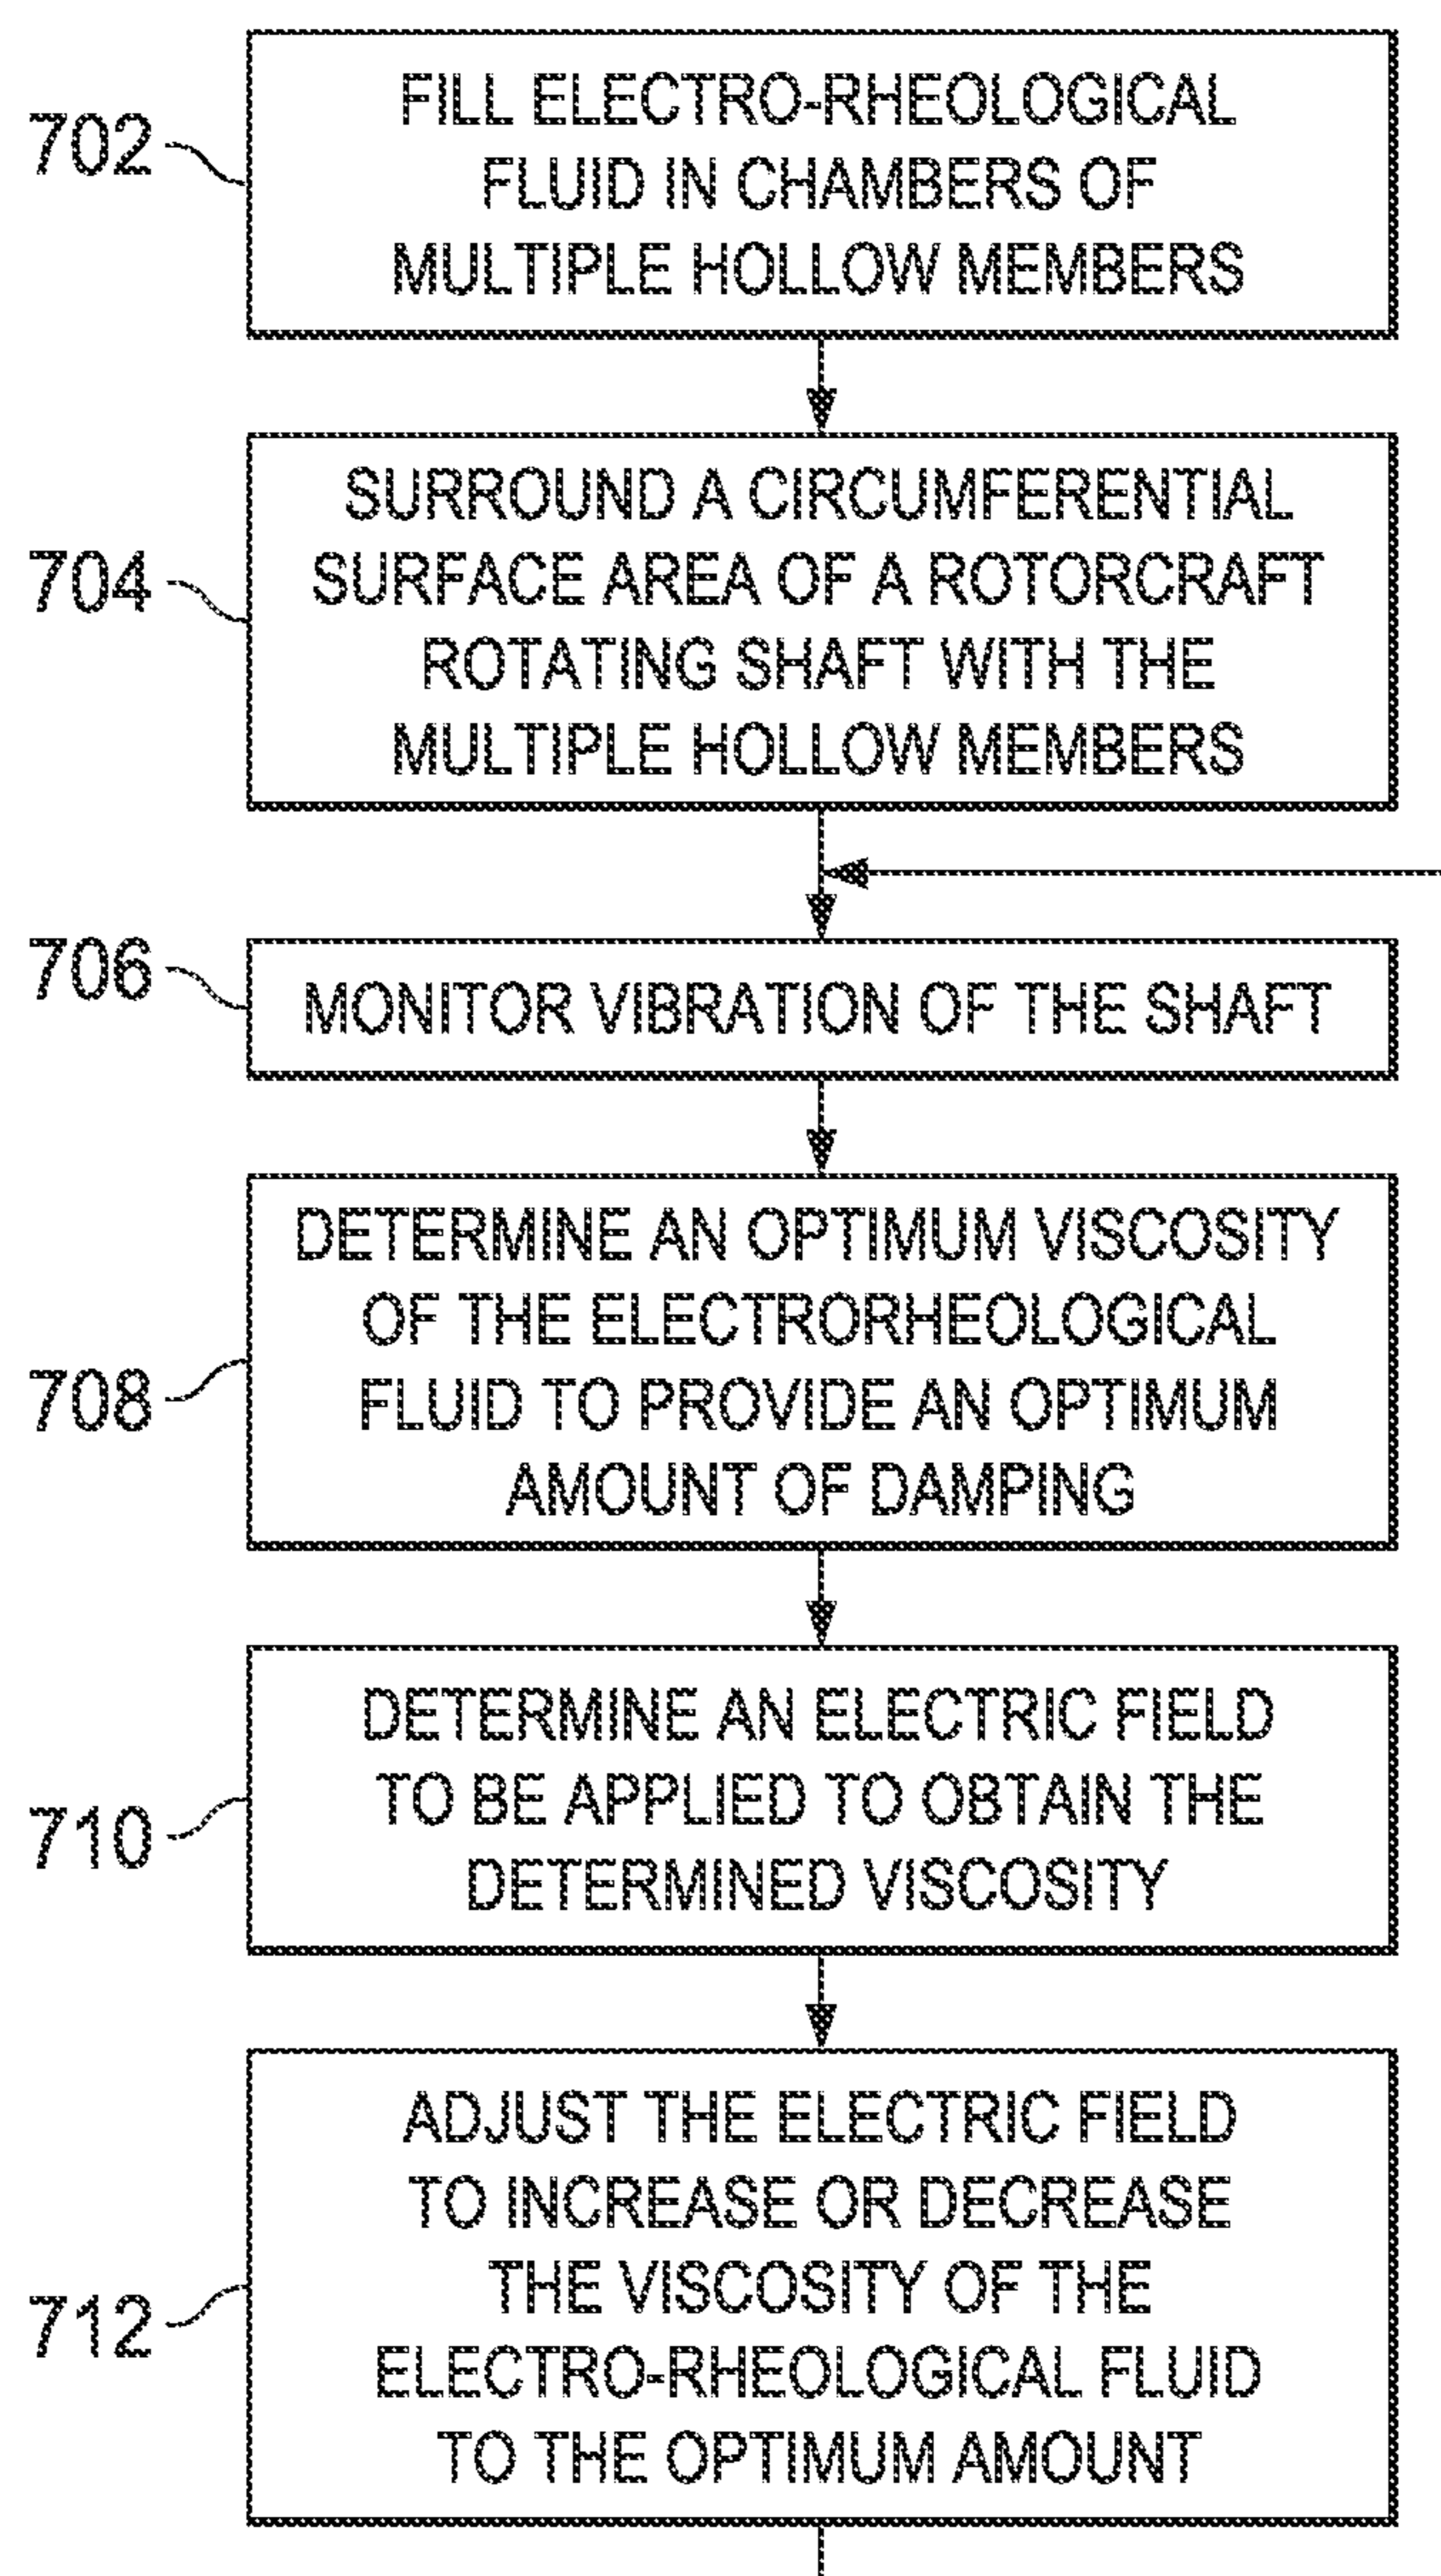 702
FILL ELECTRO-RHEOLOGICAL
FLUID IN CHAMBERS OF
MULTIPLE HOLLOW MEMBERS
704
SURROUND A CIRCUMFERENTIAL
SURFACE AREA OF A ROTORCRAFT
ROTATING SHAFT WITH THE
MULTIPLE HOLLOW MEMBERS
706
MONITOR VIBRATION OF THE SHAFT
708
DETERMINE AN OPTIMUM VISCOSITY
OF THE ELECTRORHEOLOGICAL
FLUID TO PROVIDE AN OPTIMUM
AMOUNT OF DAMPING
710
DETERMINE AN ELECTRIC FIELD
TO BE APPLIED TO OBTAIN THE
DETERMINED VISCOSITY
712
ADJUST THE ELECTRIC FIELD
TO INCREASE OR DECREASE
THE VISCOSITY OF THE
ELECTRO-RHEOLOGICAL FLUID
TO THE OPTIMUM AMOUNT